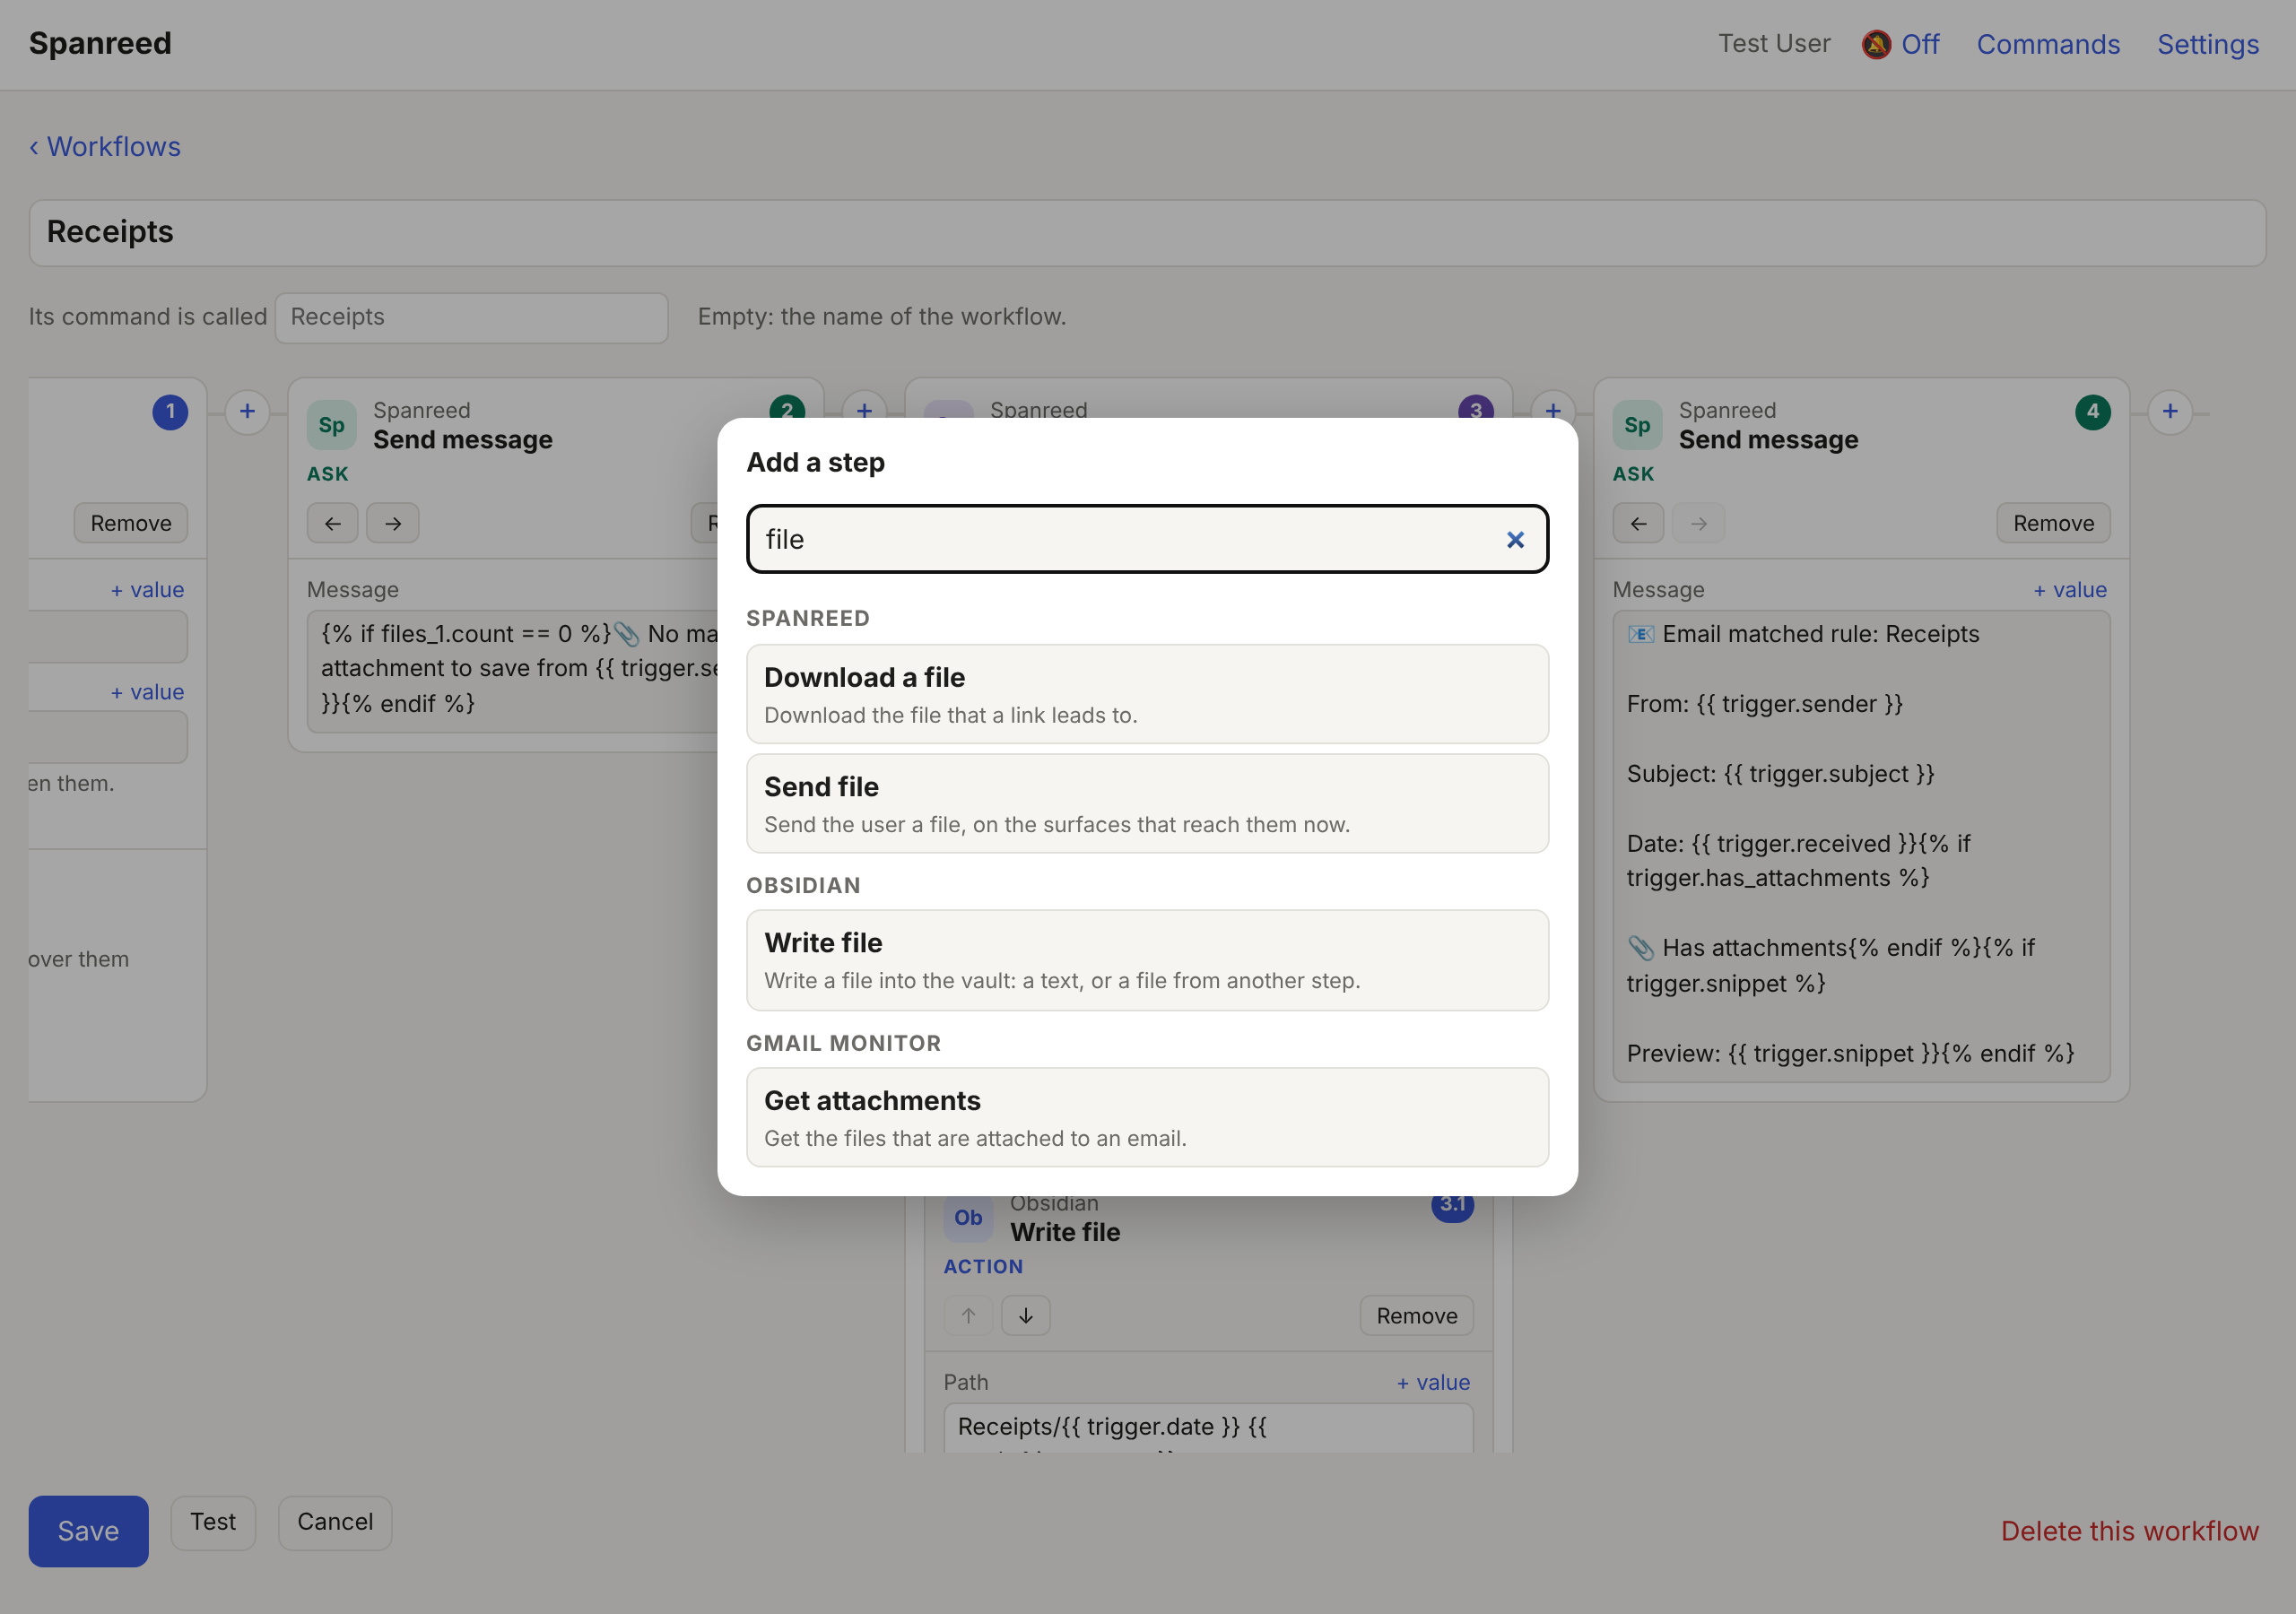 Spanreed
Test User 🔕 Off Commands Settings
‹ Workflows
Receipts
Its command is called Receipts Empty: the name of the workflow.
1
Remove
+ value
+ value
en them.
over them
+
Sp
Spanreed
Send message
2
ASK
← →
Message
{% if files_1.count == 0 %}📎 No
attachment to save from {{
}}{% endif %}
+
Spanreed
3
+
Sp
Spanreed
Send message
4
ASK
← →
Remove
Message
+ value
📧 Email matched rule: Receipts
From: {{ trigger.sender }}
Subject: {{ trigger.subject }}
Date: {{ trigger.received }}{% if
trigger.has_attachments %}
📎 Has attachments{% endif %}{% if
trigger.snippet %}
Preview: {{ trigger.snippet }}{% endif %}
+
Add a step
file
SPANREED
Download a file
Download the file that a link leads to.
Send file
Send the user a file, on the surfaces that reach them now.
OBSIDIAN
Write file
Write a file into the vault: a text, or a file from another step.
GMAIL MONITOR
Get attachments
Get the files that are attached to an email.
Ob
Obsidian
Write file
3.1
ACTION
↑ ↓
Remove
Path
+ value
Receipts/{{ trigger.date }} {{
Save
Test
Cancel
Delete this workflow